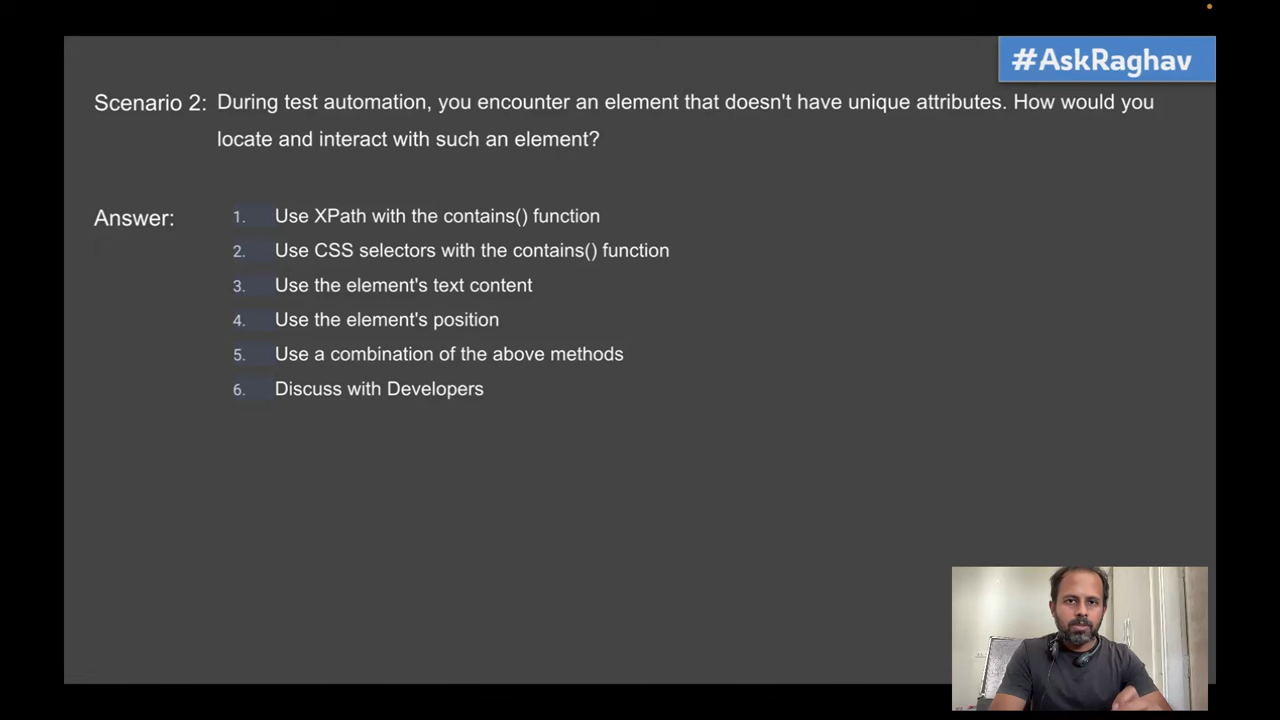 #AskRaghav
Scenario 2: During test automation, you encounter an element that doesn't have unique attributes. How would you
locate and interact with such an element?
Answer: 1. Use XPath with the contains() function
2. Use CSS selectors with the contains() function
3. Use the element's text content
4. Use the element's position
5. Use a combination of the above methods
6. Discuss with Developers